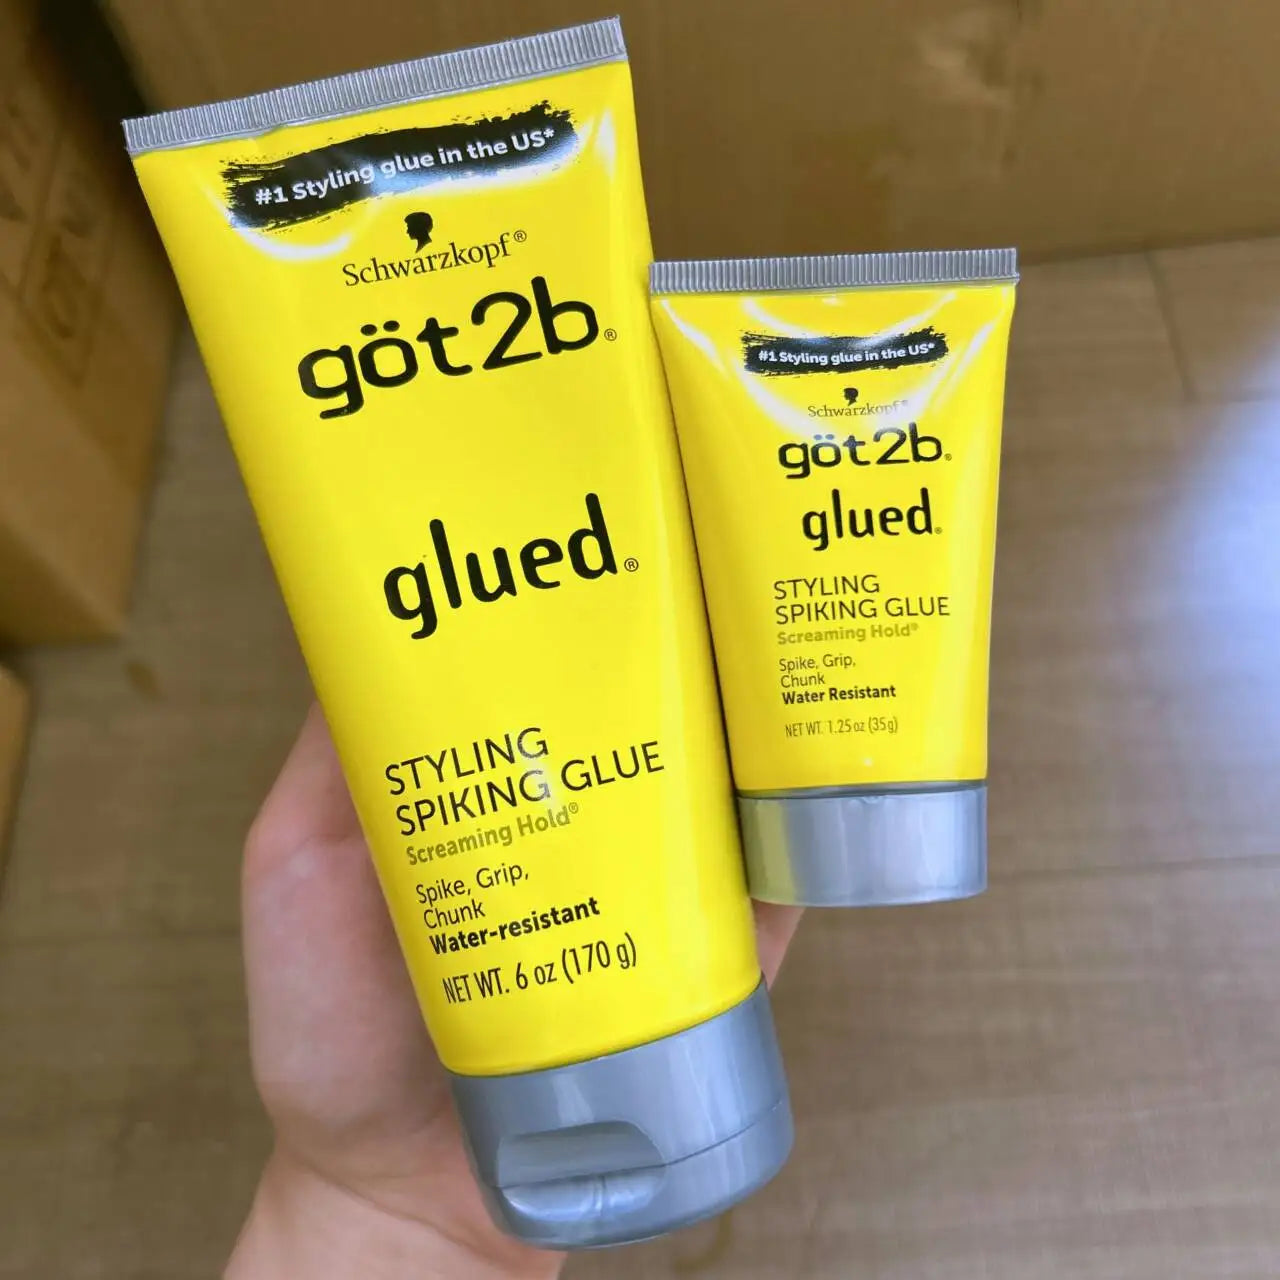 #1 Styling glue in the US*
Schwarzkopf®
göt2b®
glued®
STYLING
SPIKING GLUE
Screaming Hold®
Spike, Grip,
Chunk
Water-resistant
NET WT. 6 oz (170 g)
#1 Styling glue in the US*
Schwarzkopf®
göt2b®
glued®
STYLING
SPIKING GLUE
Screaming Hold®
Spike, Grip,
Chunk
Water Resistant
NET WT. 1.25 oz (35g)